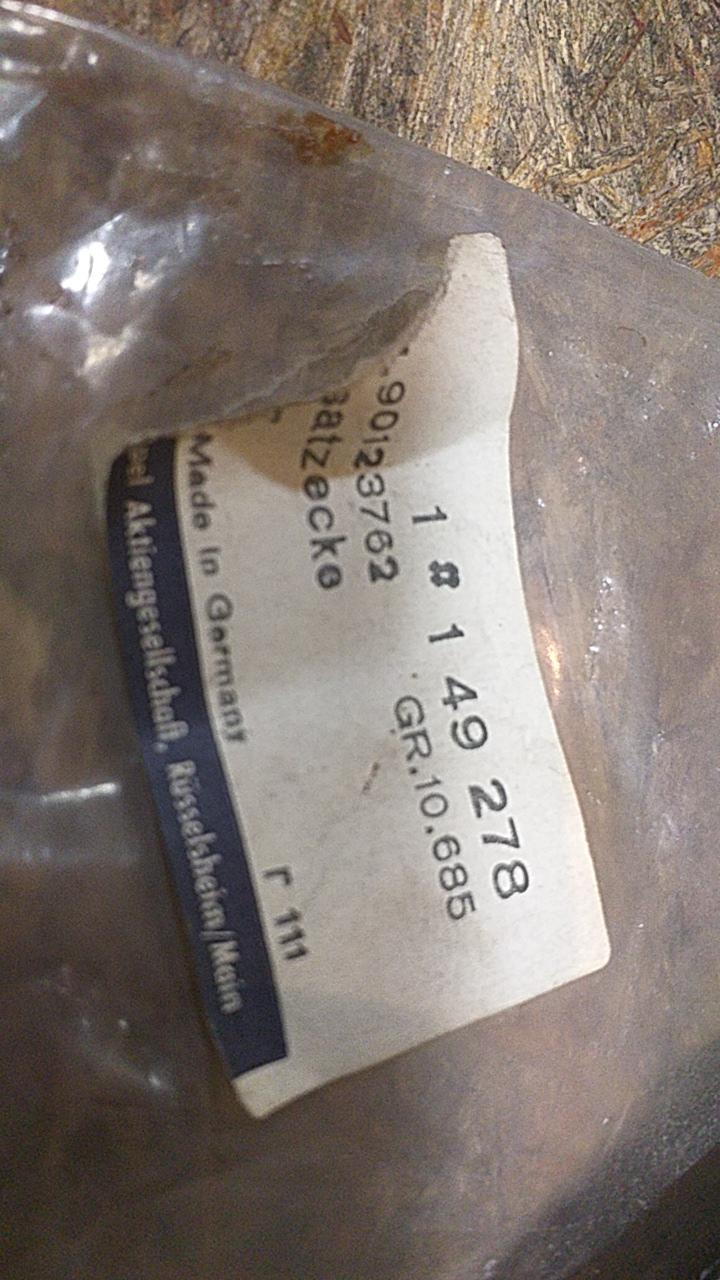 1 # 1 49 278
90123762 GR.10.685
satzecke
Made in Germany r 111
Aktiengesellschaft, Rüsselsheim/Main